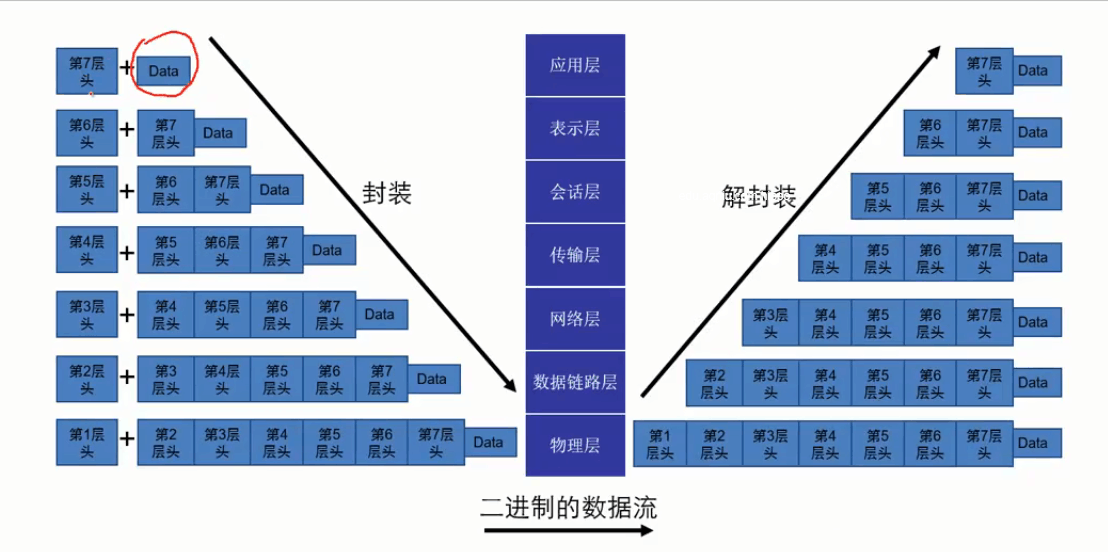 第7层
头
+
Data
应用层
第7层
头
Data
第6层
头
+
第7
层头
Data
表示层
第6
层头
第7层
头
Data
第5层
头
+
第6
层头
第7层
头
Data
封装
会话层
解封装
第5
层头
第6
层头
第7层
头
Data
第4层
头
+
第5
层头
第6层
头
第7
层头
Data
传输层
第4
层头
第5
层头
第6
层头
第7层
头
Data
第3层
头
+
第4
层头
第5层
头
第6
层头
第7
层头
Data
网络层
第3层
头
第4
层头
第5
层头
第6
层头
第7层
头
Data
第2层
头
+
第3
层头
第4层
头
第5
层头
第6
层头
第7
层头
Data
数据链路层
第2
层头
第3层
头
第4
层头
第5
层头
第6
层头
第7层
头
Data
第1层
头
+
第2
层头
第3层
头
第4
层头
第5
层头
第6
层头
第7层
头
Data
物理层
第1
层头
第2
层头
第3层
头
第4
层头
第5
层头
第6
层头
第7层
头
Data
二进制的数据流